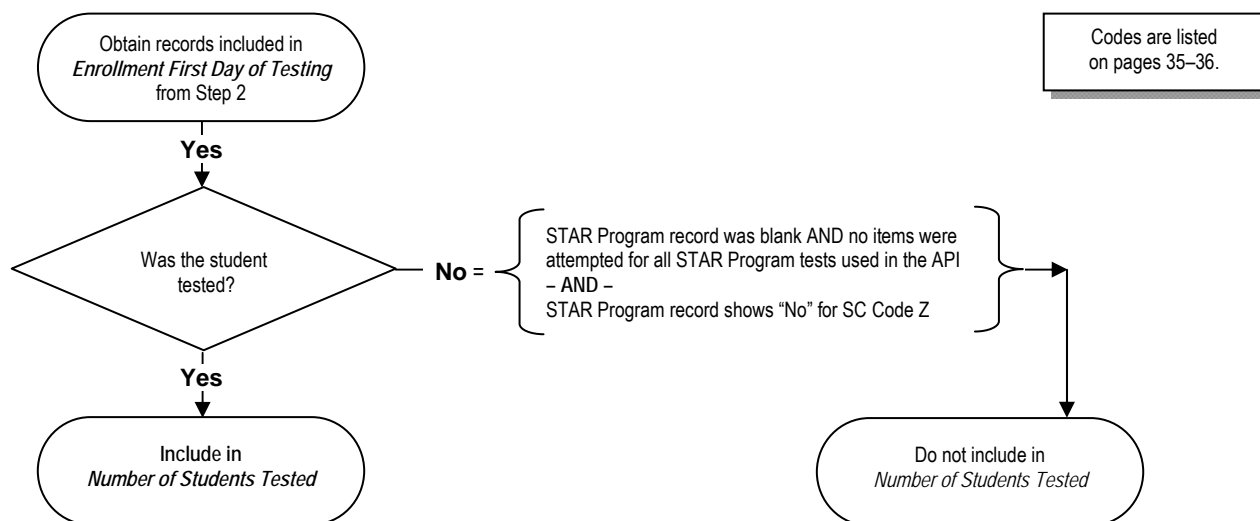 Obtain records included in
Enrollment First Day of Testing
from Step 2
Codes are listed
on pages 35–36.
Yes
Was the student
tested?
No =
STAR Program record was blank AND no items were
attempted for all STAR Program tests used in the API
– AND –
STAR Program record shows “No” for SC Code Z
Yes
Include in
Number of Students Tested
Do not include in
Number of Students Tested